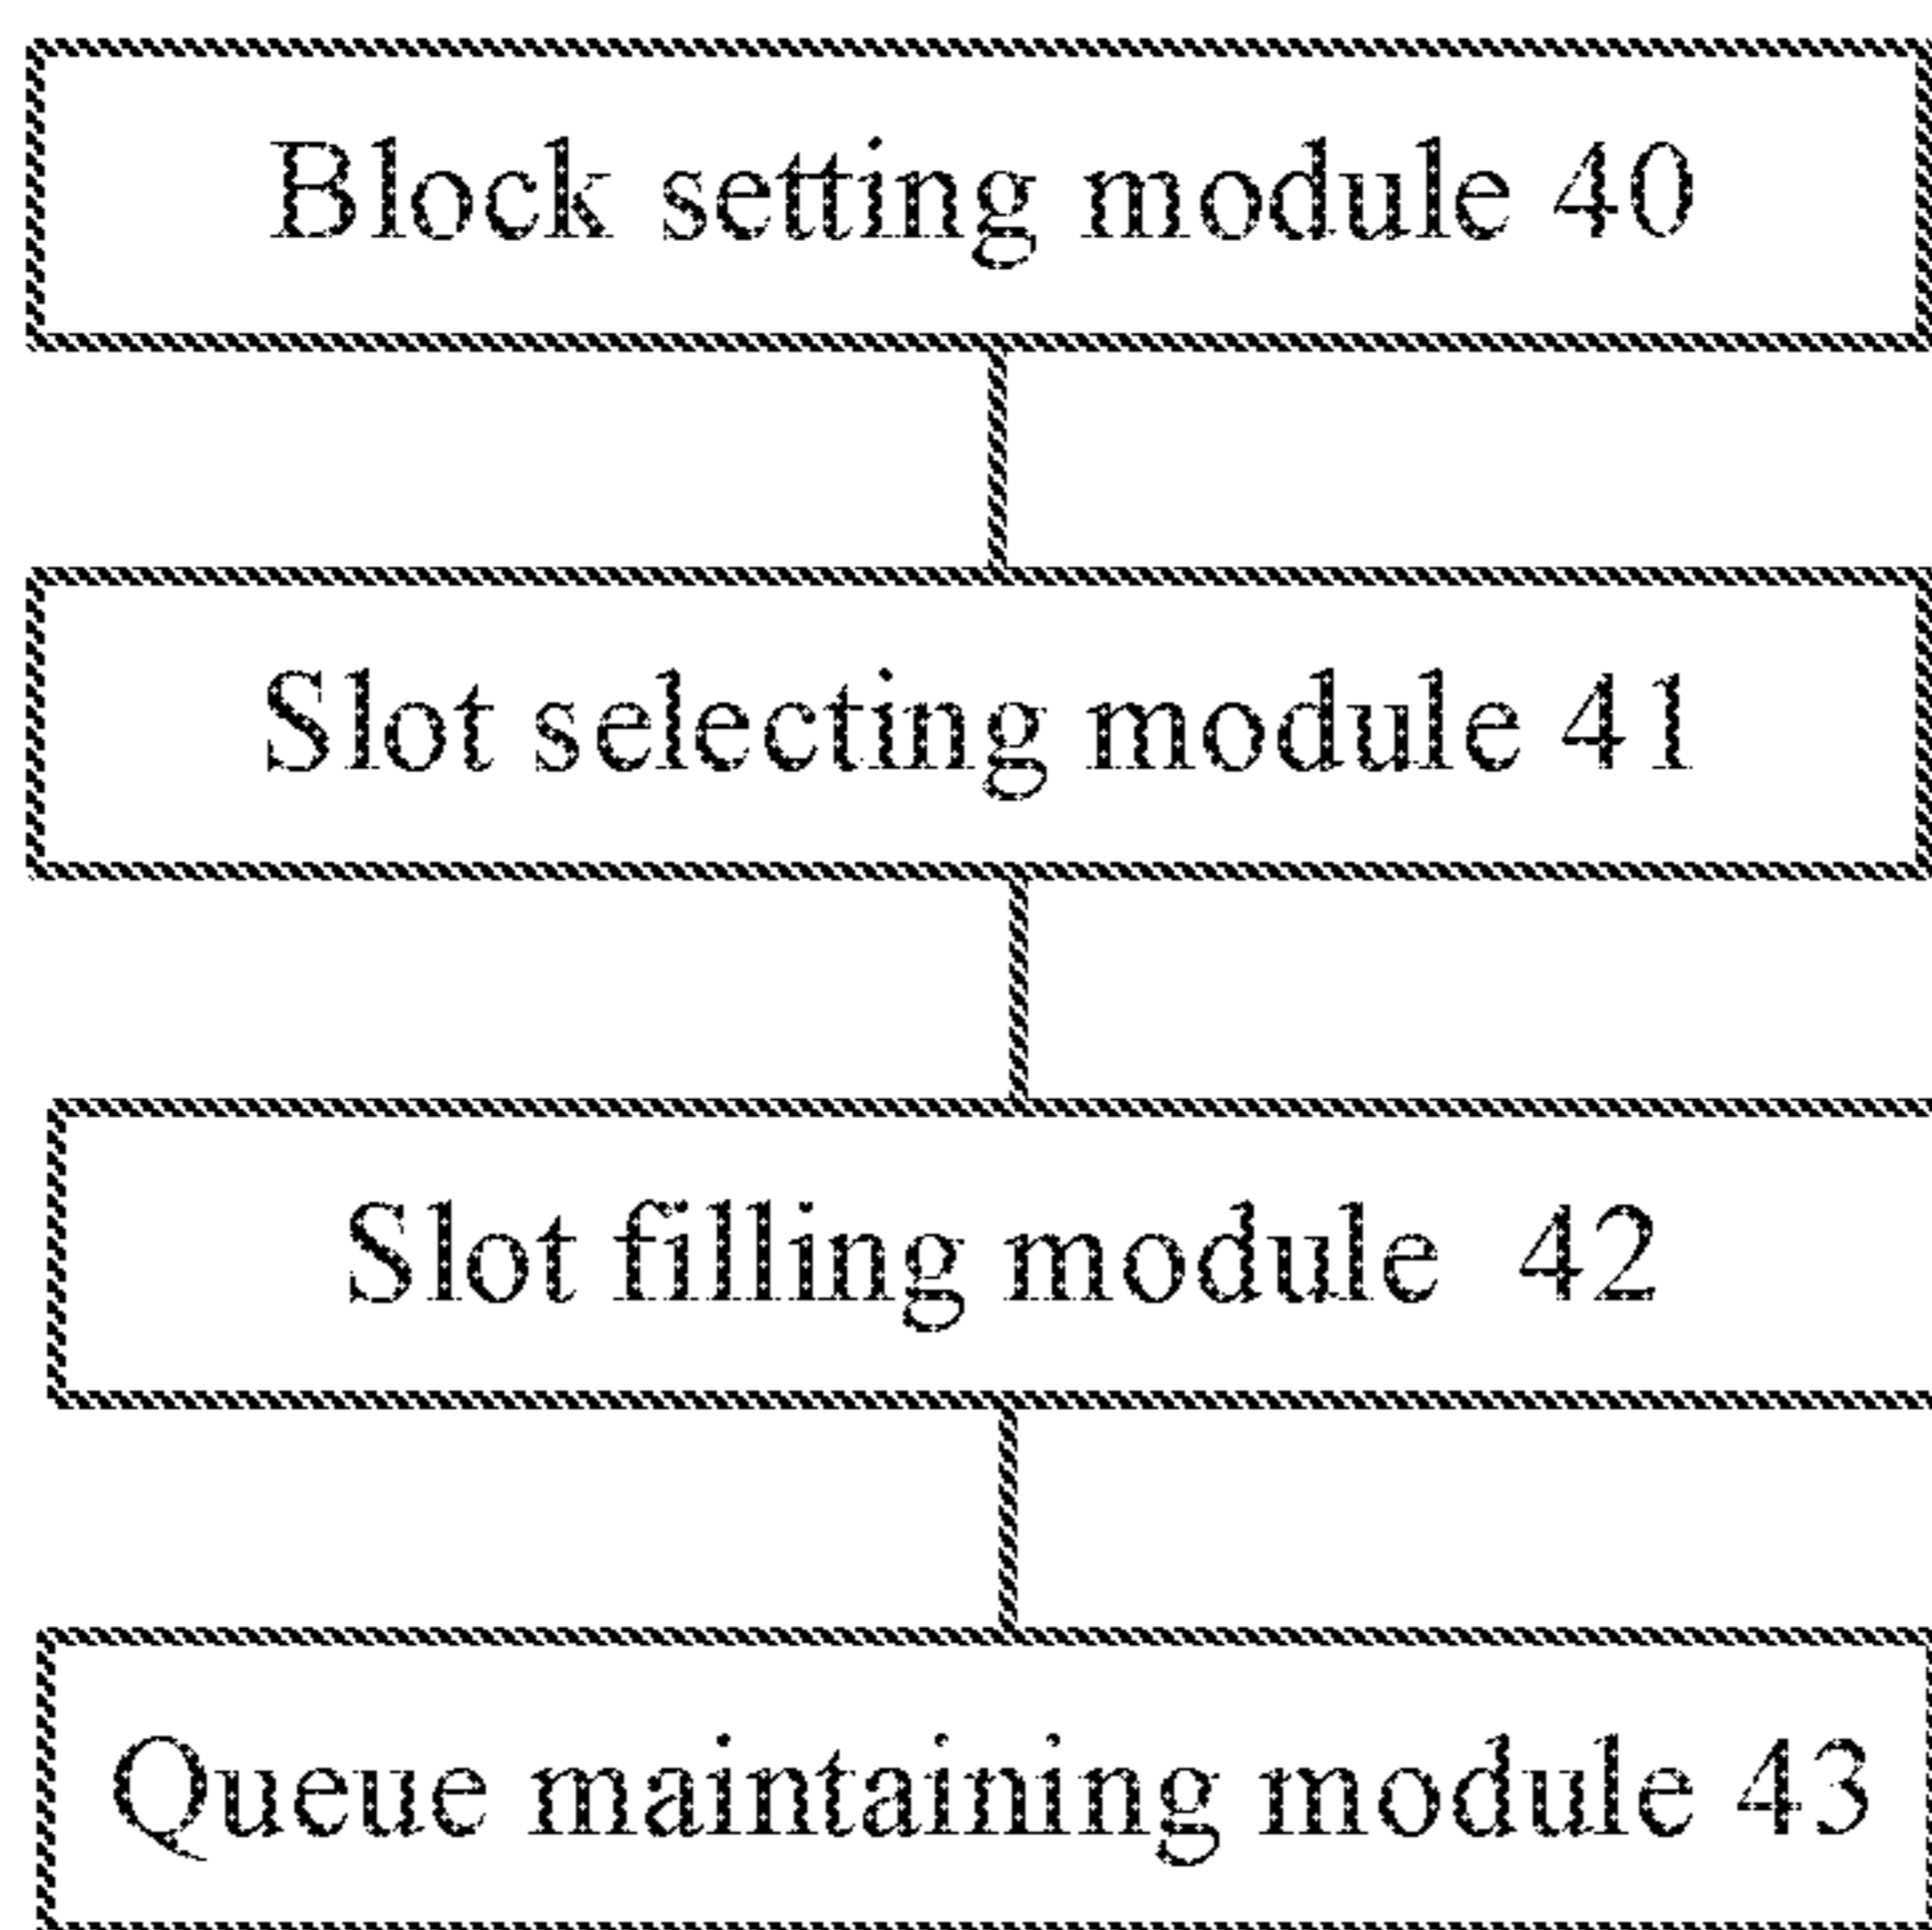 Block setting module 40
Slot selecting module 41
Slot filling module 42
Queue maintaining module 43